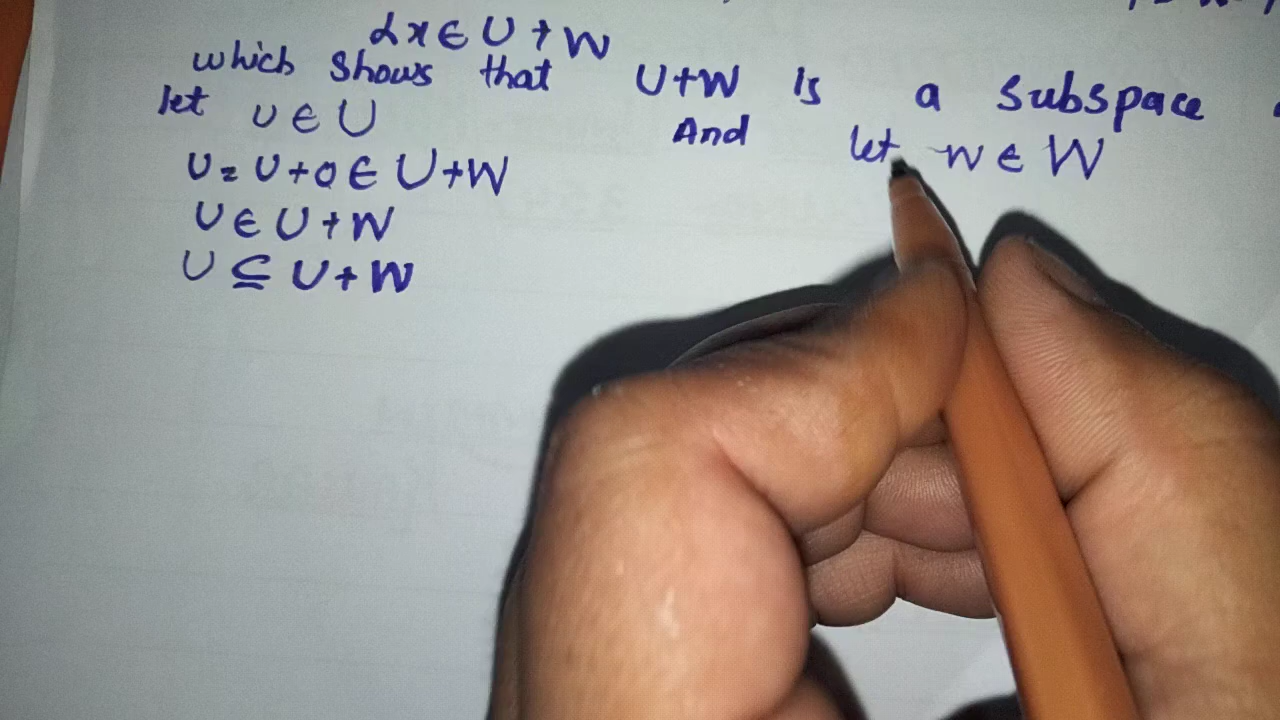 αx ∈ U + W
which shows that U+W is a subspace
let u ∈ U And let w ∈ W
u = u + 0 ∈ U+W
u ∈ U + W
U ⊆ U + W